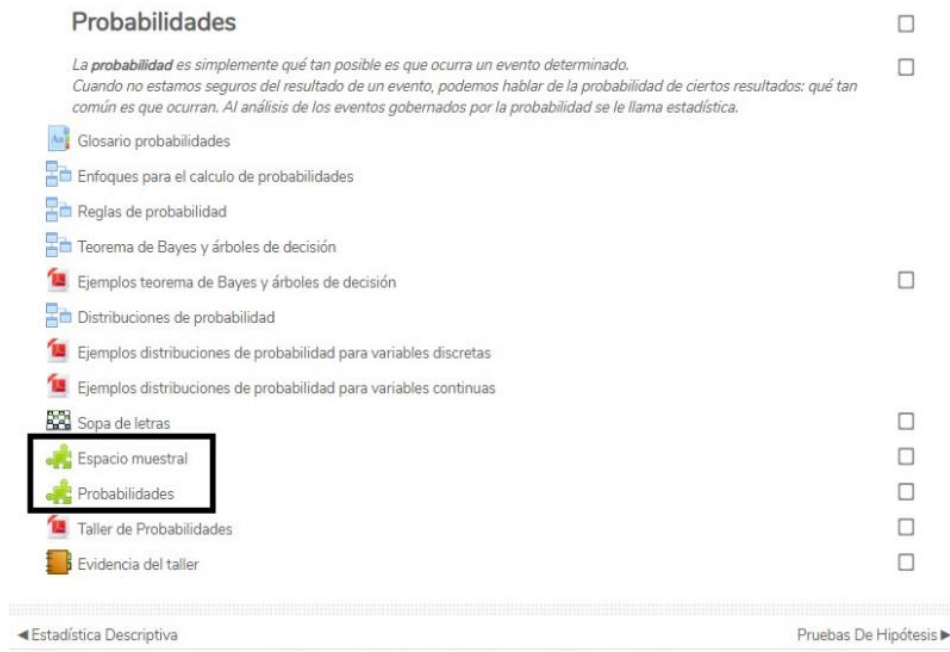 Probabilidades
La probabilidad es simplemente qué tan posible es que ocurra un evento determinado.
Cuando no estamos seguros del resultado de un evento, podemos hablar de la probabilidad de ciertos resultados: qué tan
común es que ocurran. Al análisis de los eventos gobernados por la probabilidad se le llama estadística.
Glosario probabilidades
Enfoques para el calculo de probabilidades
Reglas de probabilidad
Teorema de Bayes y árboles de decisión
Ejemplos teorema de Bayes y árboles de decisión
Distribuciones de probabilidad
Ejemplos distribuciones de probabilidad para variables discretas
Ejemplos distribuciones de probabilidad para variables continuas
Sopa de letras
Espacio muestral
Probabilidades
Taller de Probabilidades
Evidencia del taller
◄Estadística Descriptiva
Pruebas De Hipótesis►